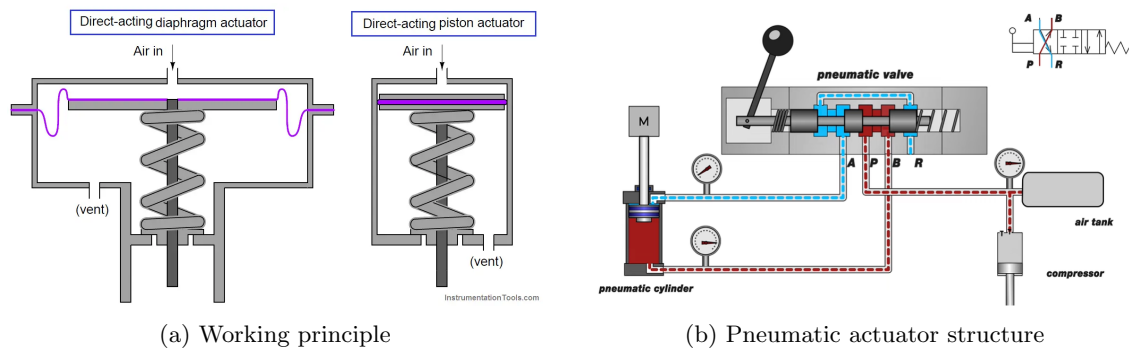 Direct-acting diaphragm actuator
Air in
(vent)
Direct-acting piston actuator
Air in
(vent)
InstrumentationTools.com
(a) Working principle
A B
P R
pneumatic valve
M
A P B R
air tank
compressor
pneumatic cylinder
(b) Pneumatic actuator structure